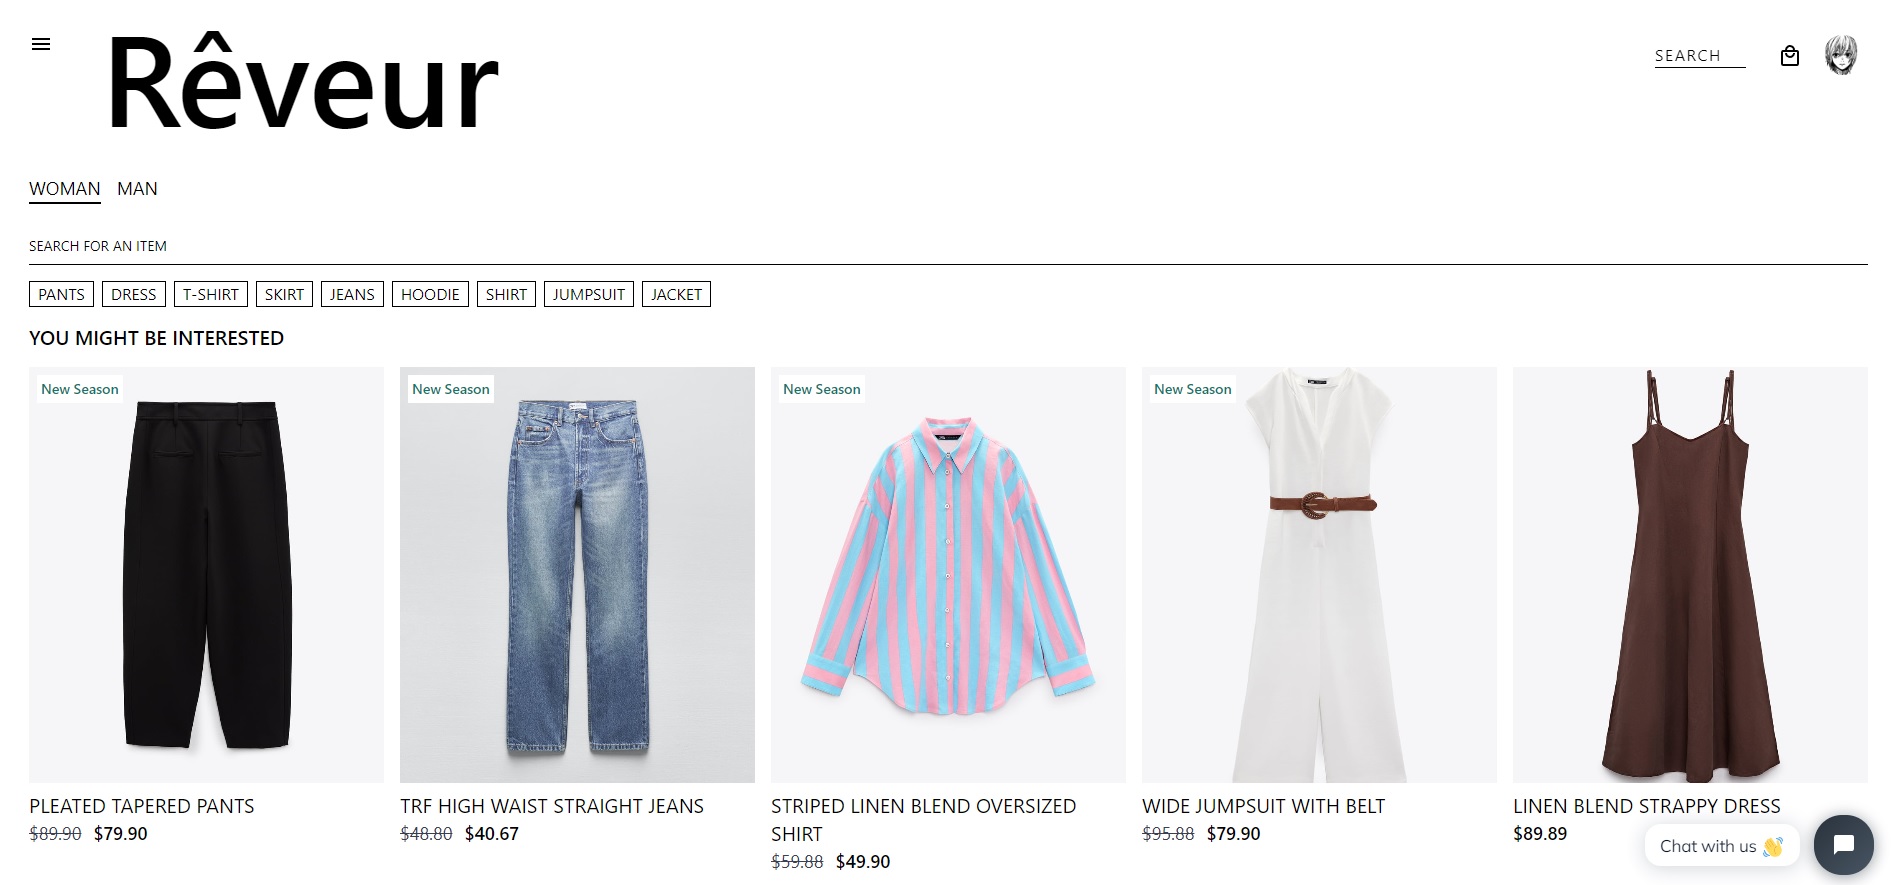 Rêveur
SEARCH
WOMAN MAN
SEARCH FOR AN ITEM
PANTS DRESS T-SHIRT SKIRT JEANS HOODIE SHIRT JUMPSUIT JACKET
YOU MIGHT BE INTERESTED
New Season
New Season
New Season
New Season
PLEATED TAPERED PANTS
$89.90 $79.90
TRF HIGH WAIST STRAIGHT JEANS
$48.80 $40.67
STRIPED LINEN BLEND OVERSIZED
SHIRT
$59.88 $49.90
WIDE JUMPSUIT WITH BELT
$95.88 $79.90
LINEN BLEND STRAPPY DRESS
$89.89
Chat with us 👋